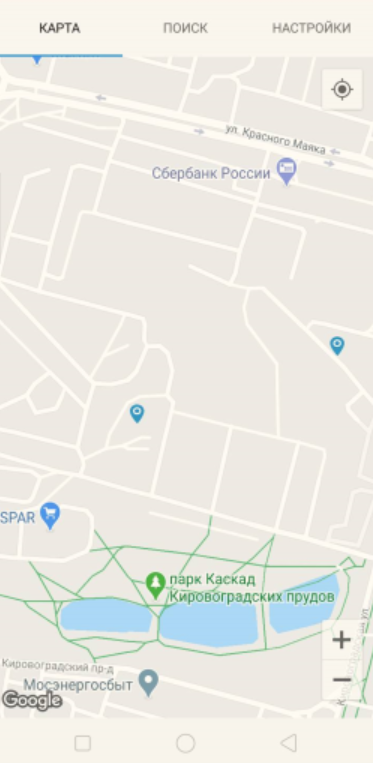 КАРТА
ПОИСК
НАСТРОЙКИ
ул. Красного Маяка
Сбербанк России
SPAR
парк Каскад
Кировоградских прудов
+
−
Кировоградский пр-д
Мосэнергосбыт
Google